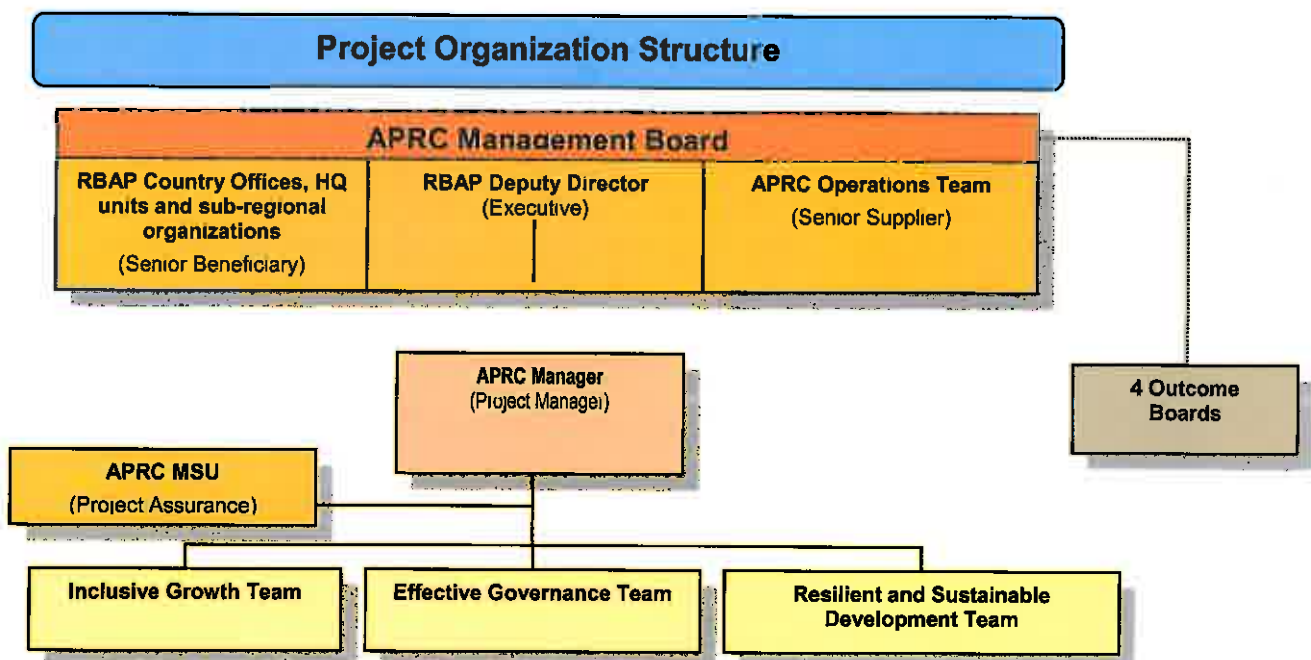 Project Organization Structure
APRC Management Board
RBAP Country Offices, HQ
units and sub-regional
organizations
(Senior Beneficiary)
RBAP Deputy Director
(Executive)
APRC Operations Team
(Senior Supplier)
APRC Manager
(Project Manager)
4 Outcome
Boards
APRC MSU
(Project Assurance)
Inclusive Growth Team
Effective Governance Team
Resilient and Sustainable
Development Team